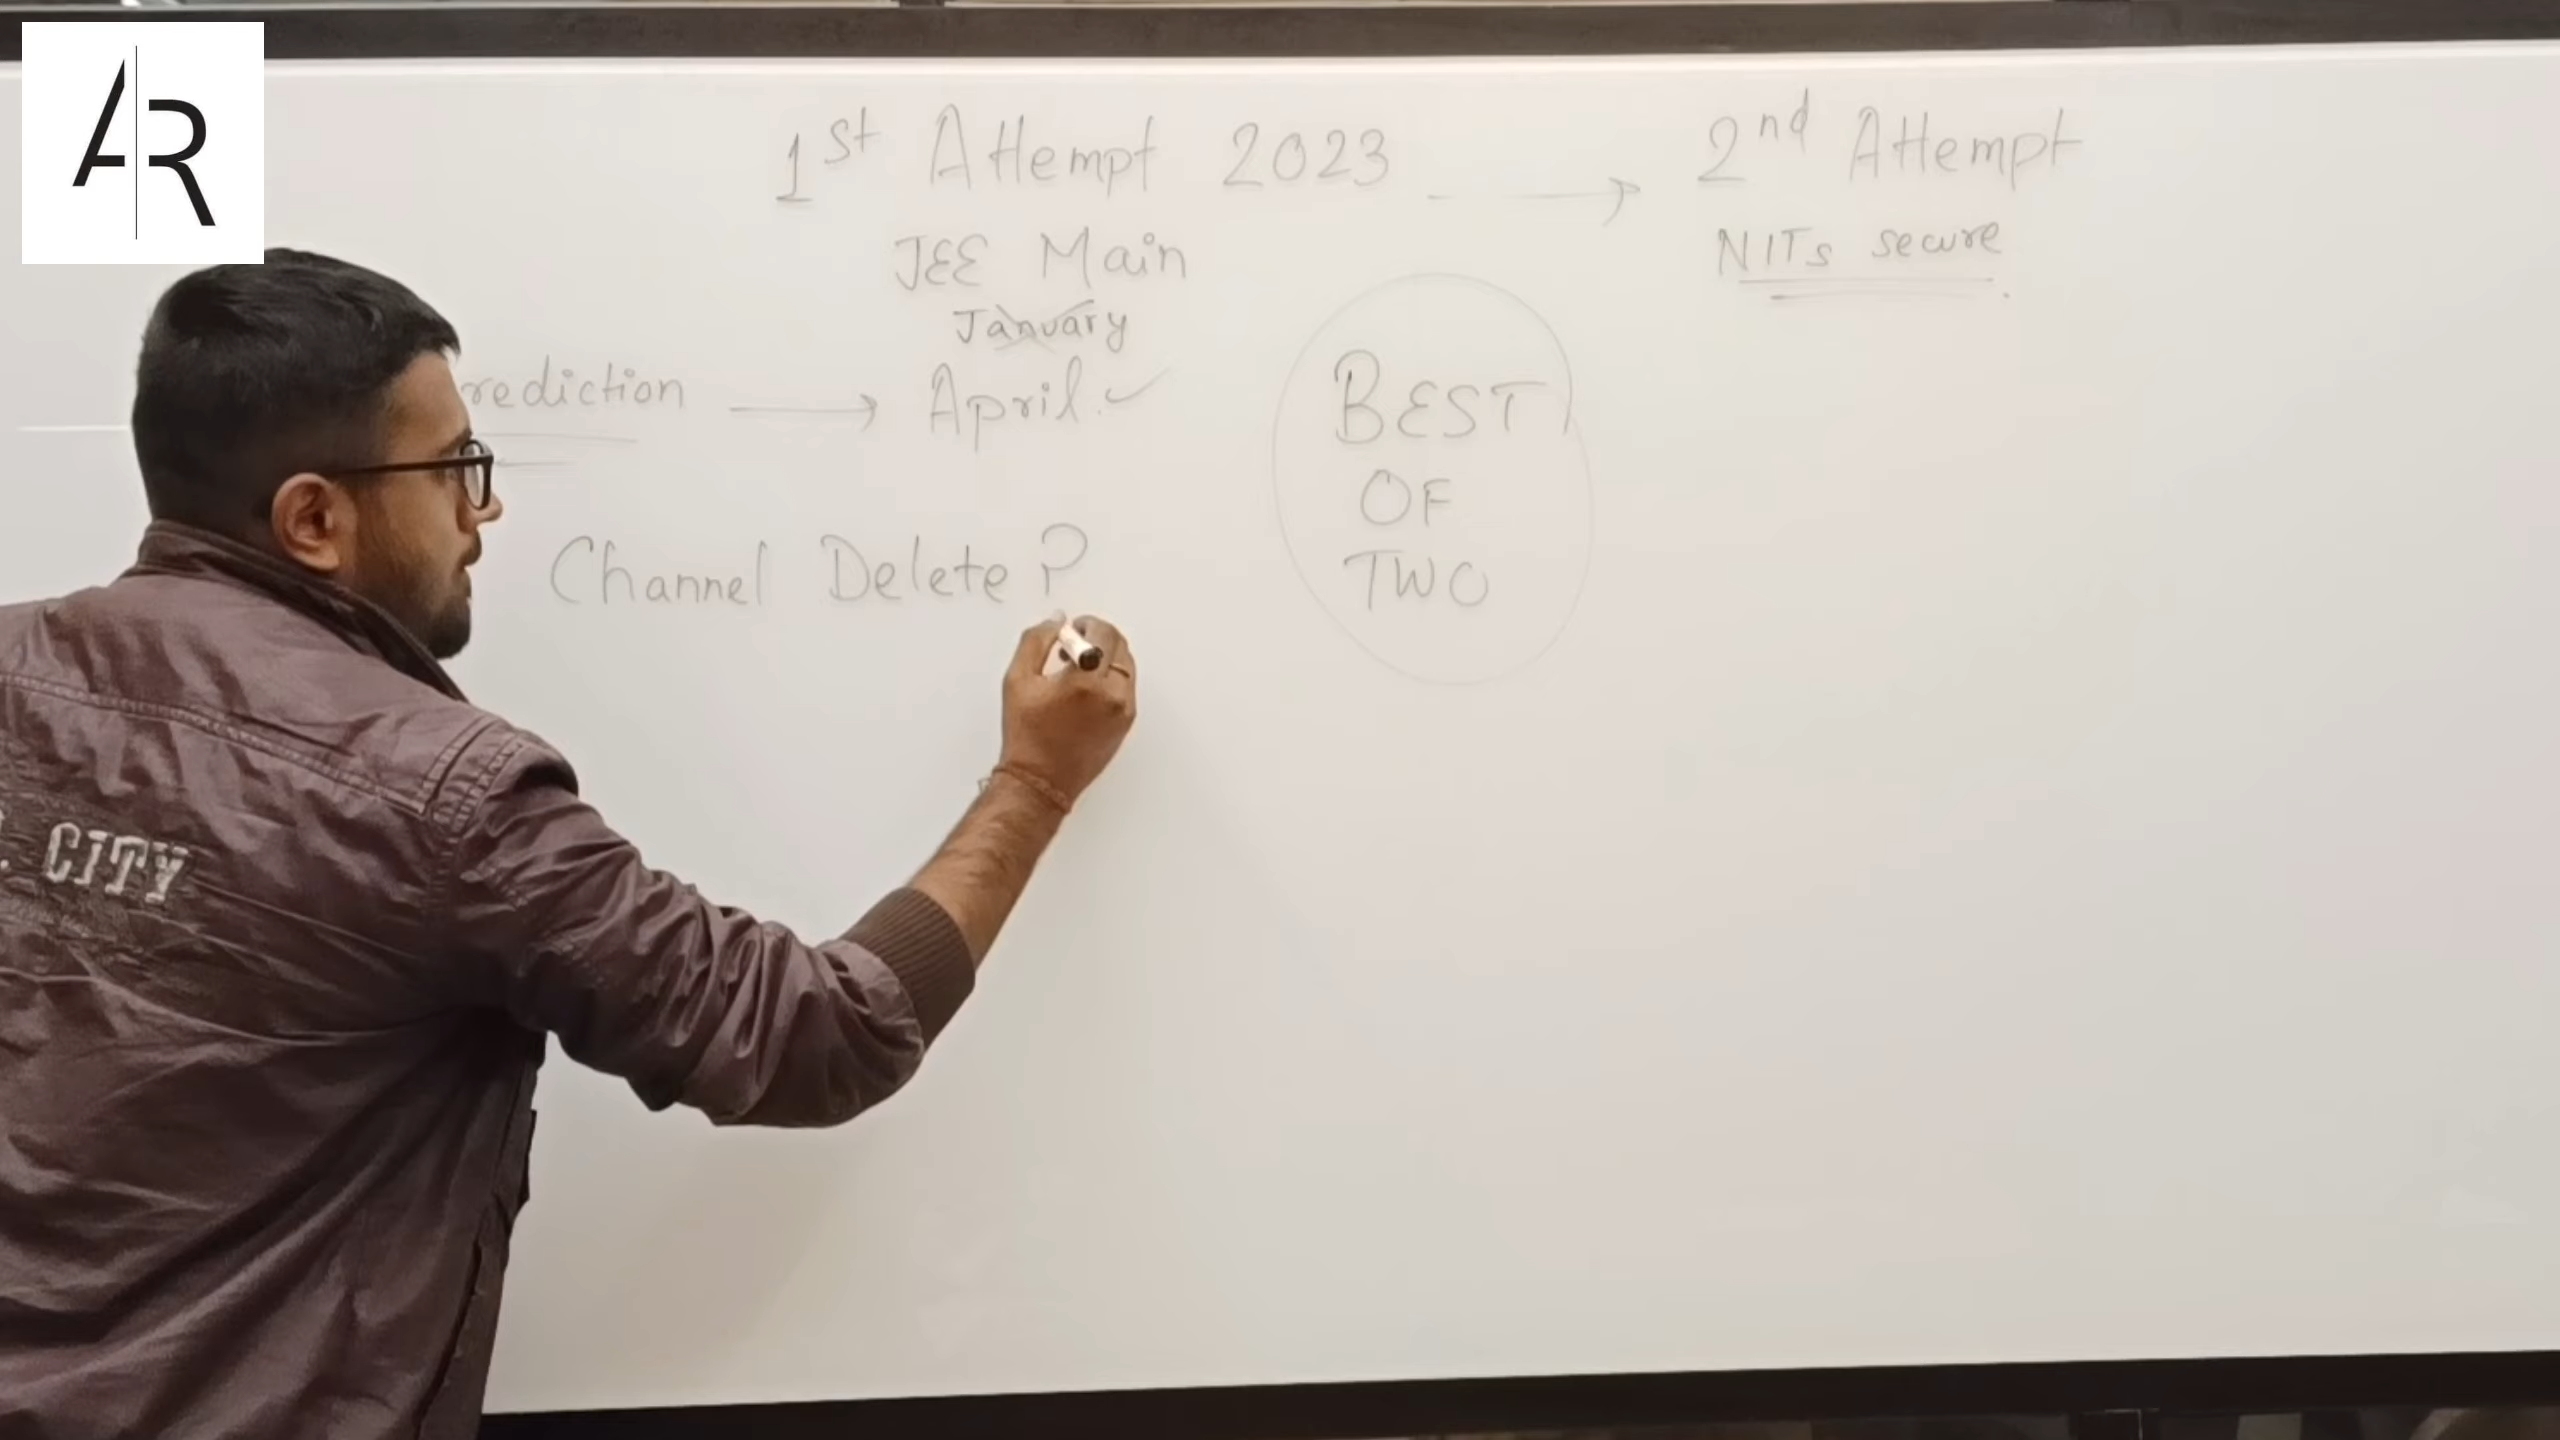 AR
1st Attempt 2023 → 2nd Attempt
JEE Main
NITs secure
January
rediction → April. ✓
BEST
OF
TWO
Channel Delete ?
CITY